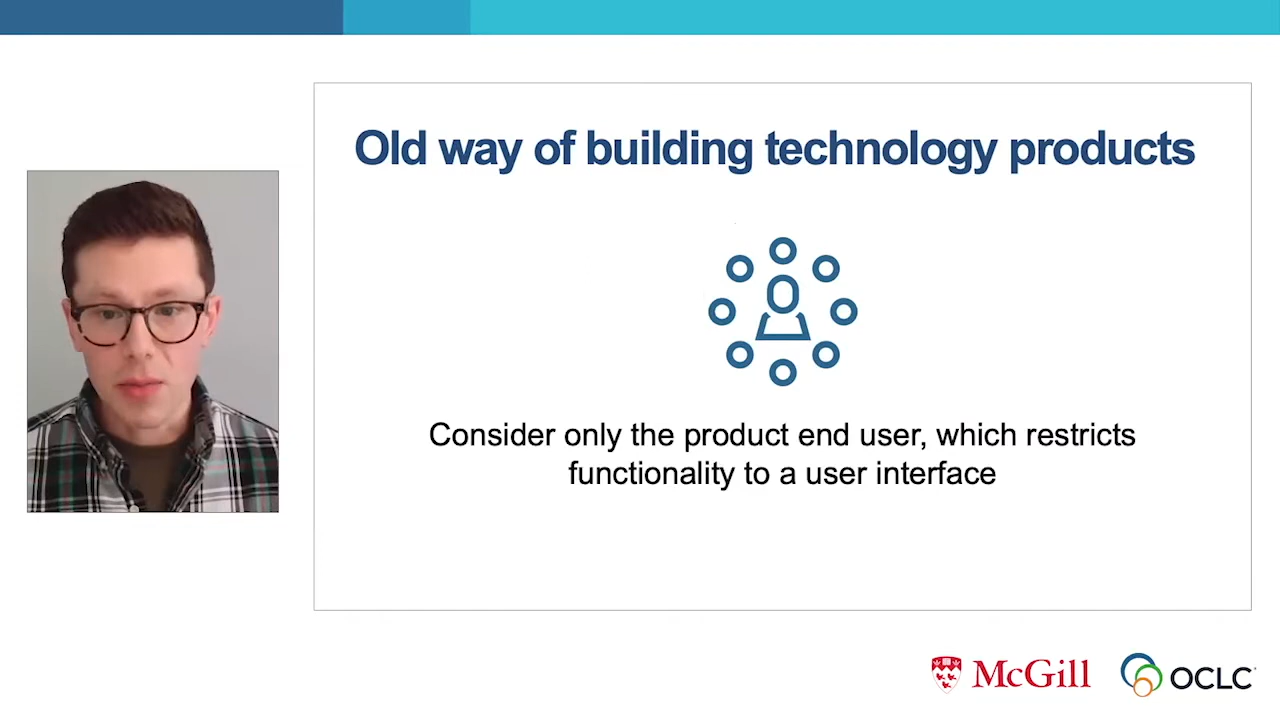 Old way of building technology products
Consider only the product end user, which restricts
functionality to a user interface
McGill
OCLC